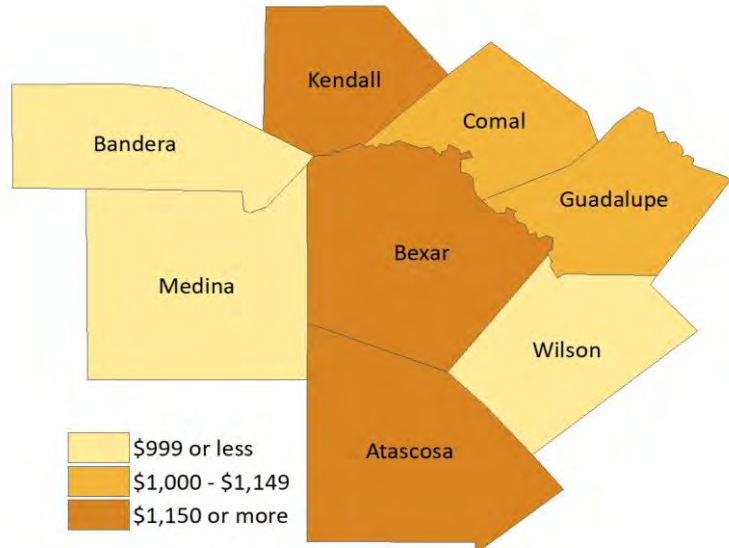 Kendall
Comal
Bandera
Guadalupe
Bexar
Medina
Wilson
Atascosa
$999 or less
$1,000 - $1,149
$1,150 or more